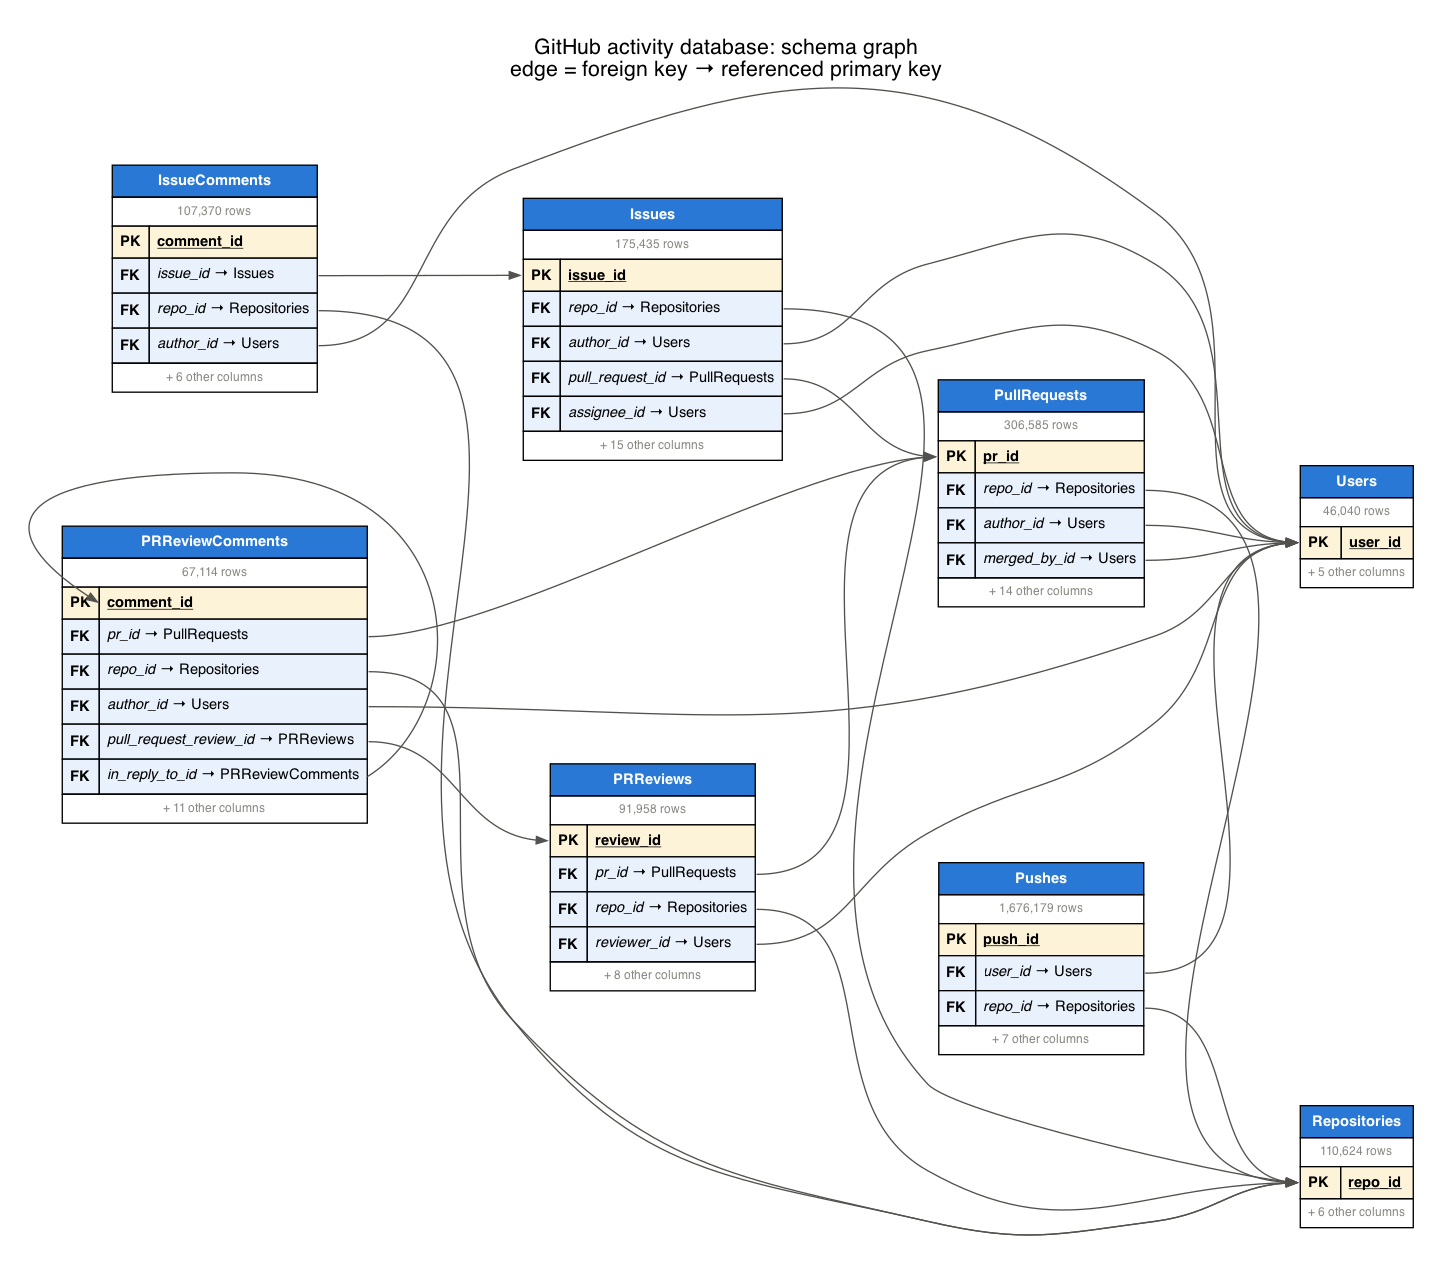 GitHub activity database: schema graph
edge = foreign key → referenced primary key
IssueComments
107,370 rows
PK comment_id
FK issue_id → Issues
FK repo_id → Repositories
FK author_id → Users
+ 6 other columns
Issues
175,435 rows
PK issue_id
FK repo_id → Repositories
FK author_id → Users
FK pull_request_id → PullRequests
FK assignee_id → Users
+ 15 other columns
PullRequests
306,585 rows
PK pr_id
FK repo_id → Repositories
FK author_id → Users
FK merged_by_id → Users
+ 14 other columns
Users
46,040 rows
PK user_id
+ 5 other columns
PRReviewComments
67,114 rows
PK comment_id
FK pr_id → PullRequests
FK repo_id → Repositories
FK author_id → Users
FK pull_request_review_id → PRReviews
FK in_reply_to_id → PRReviewComments
+ 11 other columns
PRReviews
91,958 rows
PK review_id
FK pr_id → PullRequests
FK repo_id → Repositories
FK reviewer_id → Users
+ 8 other columns
Pushes
1,676,179 rows
PK push_id
FK user_id → Users
FK repo_id → Repositories
+ 7 other columns
Repositories
110,624 rows
PK repo_id
+ 6 other columns